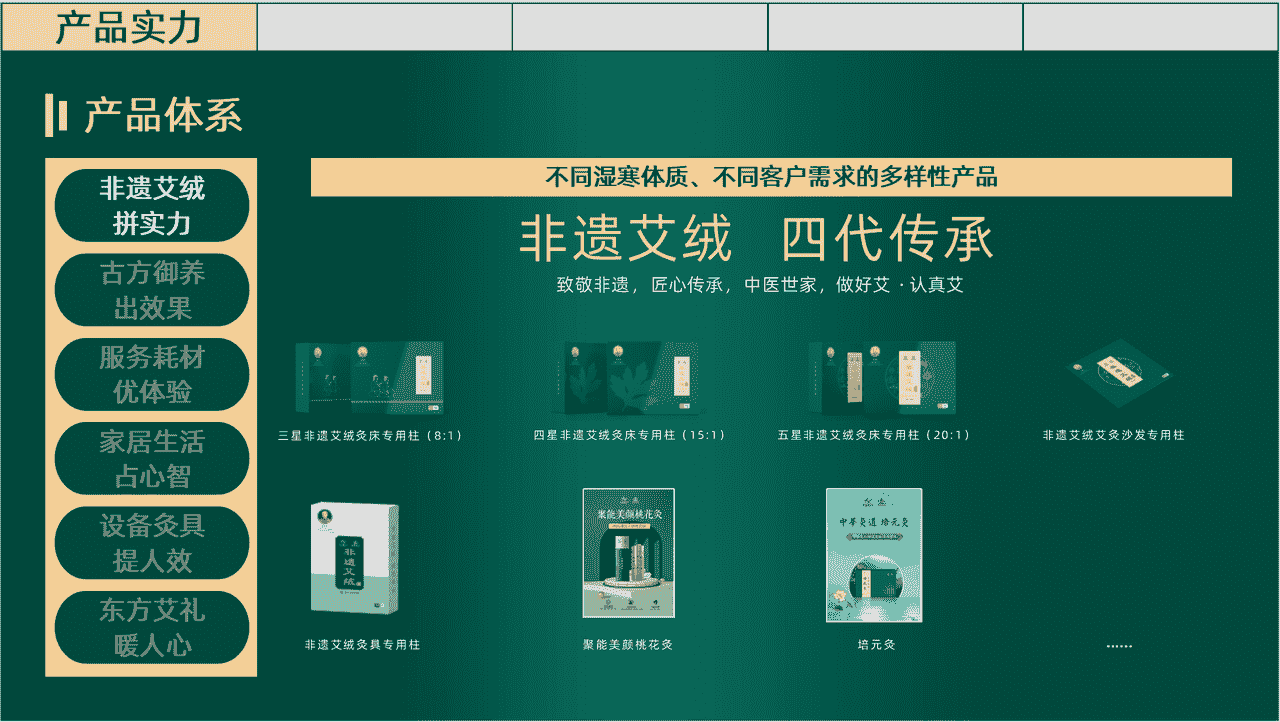 产品实力
产品体系
非遗艾绒
拼实力
古方御养
出效果
服务耗材
优体验
家居生活
占心智
设备灸具
提人效
东方艾礼
暖人心
不同湿寒体质、不同客户需求的多样性产品
非遗艾绒 四代传承
致敬非遗，匠心传承，中医世家，做好艾·认真艾
三星非遗艾绒灸床专用柱（8:1）
四星非遗艾绒灸床专用柱（15:1）
五星非遗艾绒灸床专用柱（20:1）
非遗艾绒艾灸沙发专用柱
非遗艾绒
聚能美颜桃花灸
中华灸道 培元灸
非遗艾绒灸具专用柱
聚能美颜桃花灸
培元灸
······